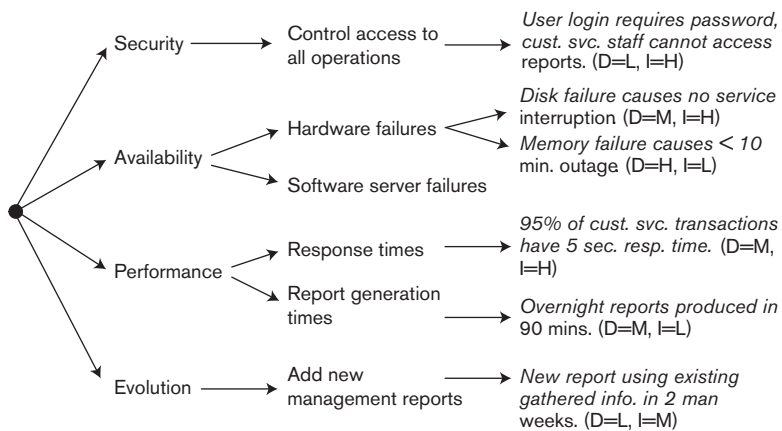 Security
Control access to
all operations
User login requires password,
cust. svc. staff cannot access
reports. (D=L, I=H)
Availability
Hardware failures
Disk failure causes no service
interruption (D=M, I=H)
Memory failure causes < 10
min. outage (D=H, I=L)
Software server failures
Performance
Response times
95% of cust. svc. transactions
have 5 sec. resp. time. (D=M,
I=H)
Report generation
times
Overnight reports produced in
90 mins. (D=M, I=L)
Evolution
Add new
management reports
New report using existing
gathered info. in 2 man
weeks. (D=L, I=M)